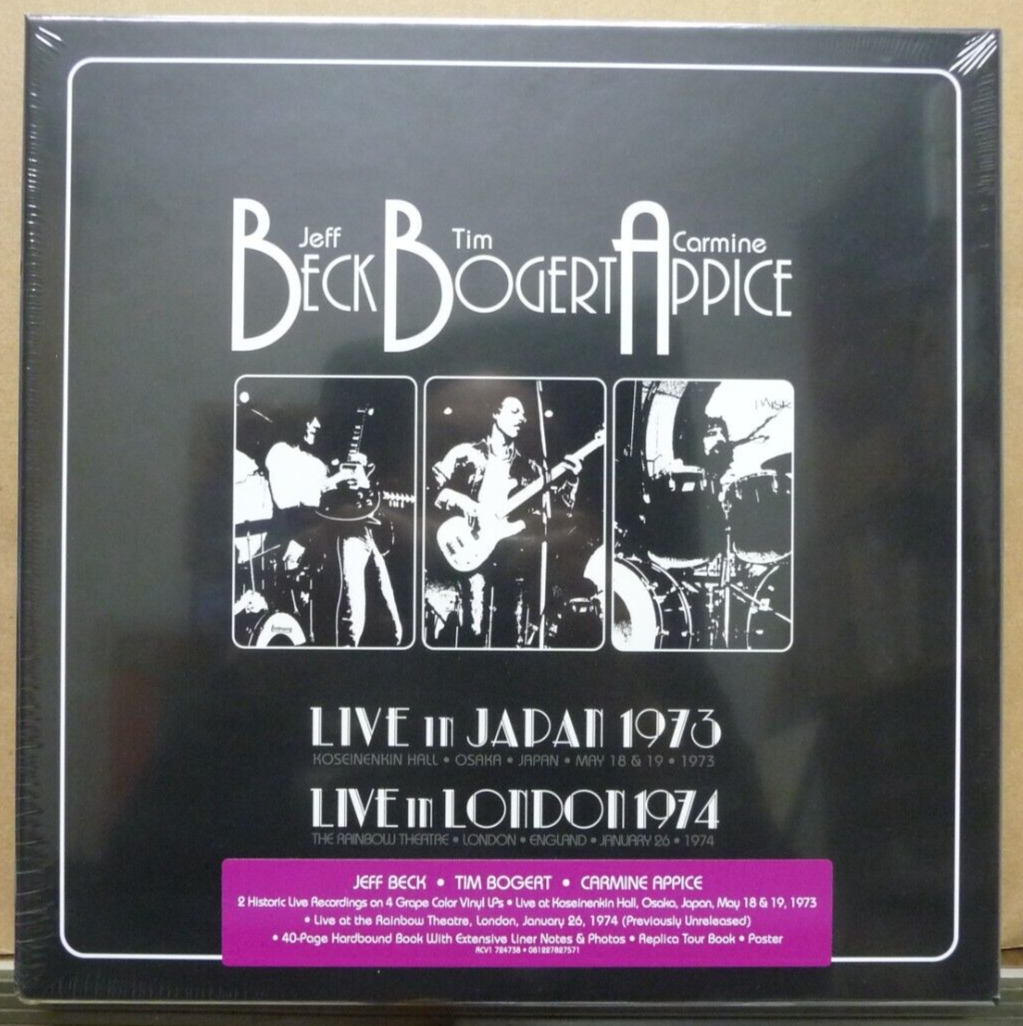 Jeff Tim Carmine
BECK BOGERT APPICE
LIVE in JAPAN 1973
KOSEINENKIN HALL • OSAKA • JAPAN • MAY 18 & 19 • 1973
LIVE in LONDON 1974
THE RAINBOW THEATRE • LONDON • ENGLAND • JANUARY 26 • 1974
JEFF BECK • TIM BOGERT • CARMINE APPICE
2 Historic Live Recordings on 4 Grape Color Vinyl LPs • Live at Koseinenkin Hall, Osaka, Japan, May 18 & 19, 1973
• Live at the Rainbow Theatre, London, January 26, 1974 (Previously Unreleased)
• 40-Page Hardbound Book With Extensive Liner Notes & Photos • Replica Tour Book • Poster
RCV1 724738 • 081227827571